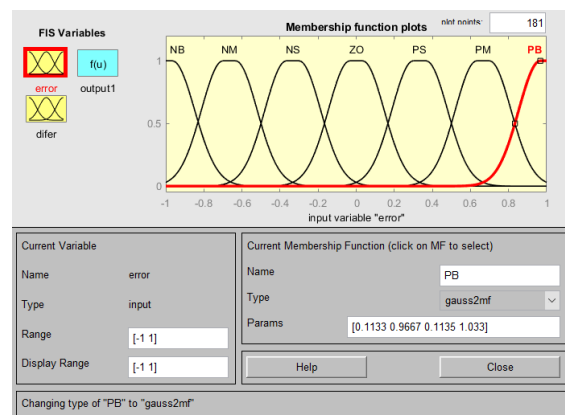 FIS Variables
Membership function plots
plot points:
181
f(u)
error
output1
difer
NB NM NS ZO PS PM PB
1
0.5
0
-1 -0.8 -0.6 -0.4 -0.2 0 0.2 0.4 0.6 0.8 1
input variable "error"
Current Variable
Name error
Type input
Range [-1 1]
Display Range [-1 1]
Current Membership Function (click on MF to select)
Name PB
Type gauss2mf
Params [0.1133 0.9667 0.1135 1.033]
Help
Close
Changing type of "PB" to "gauss2mf"